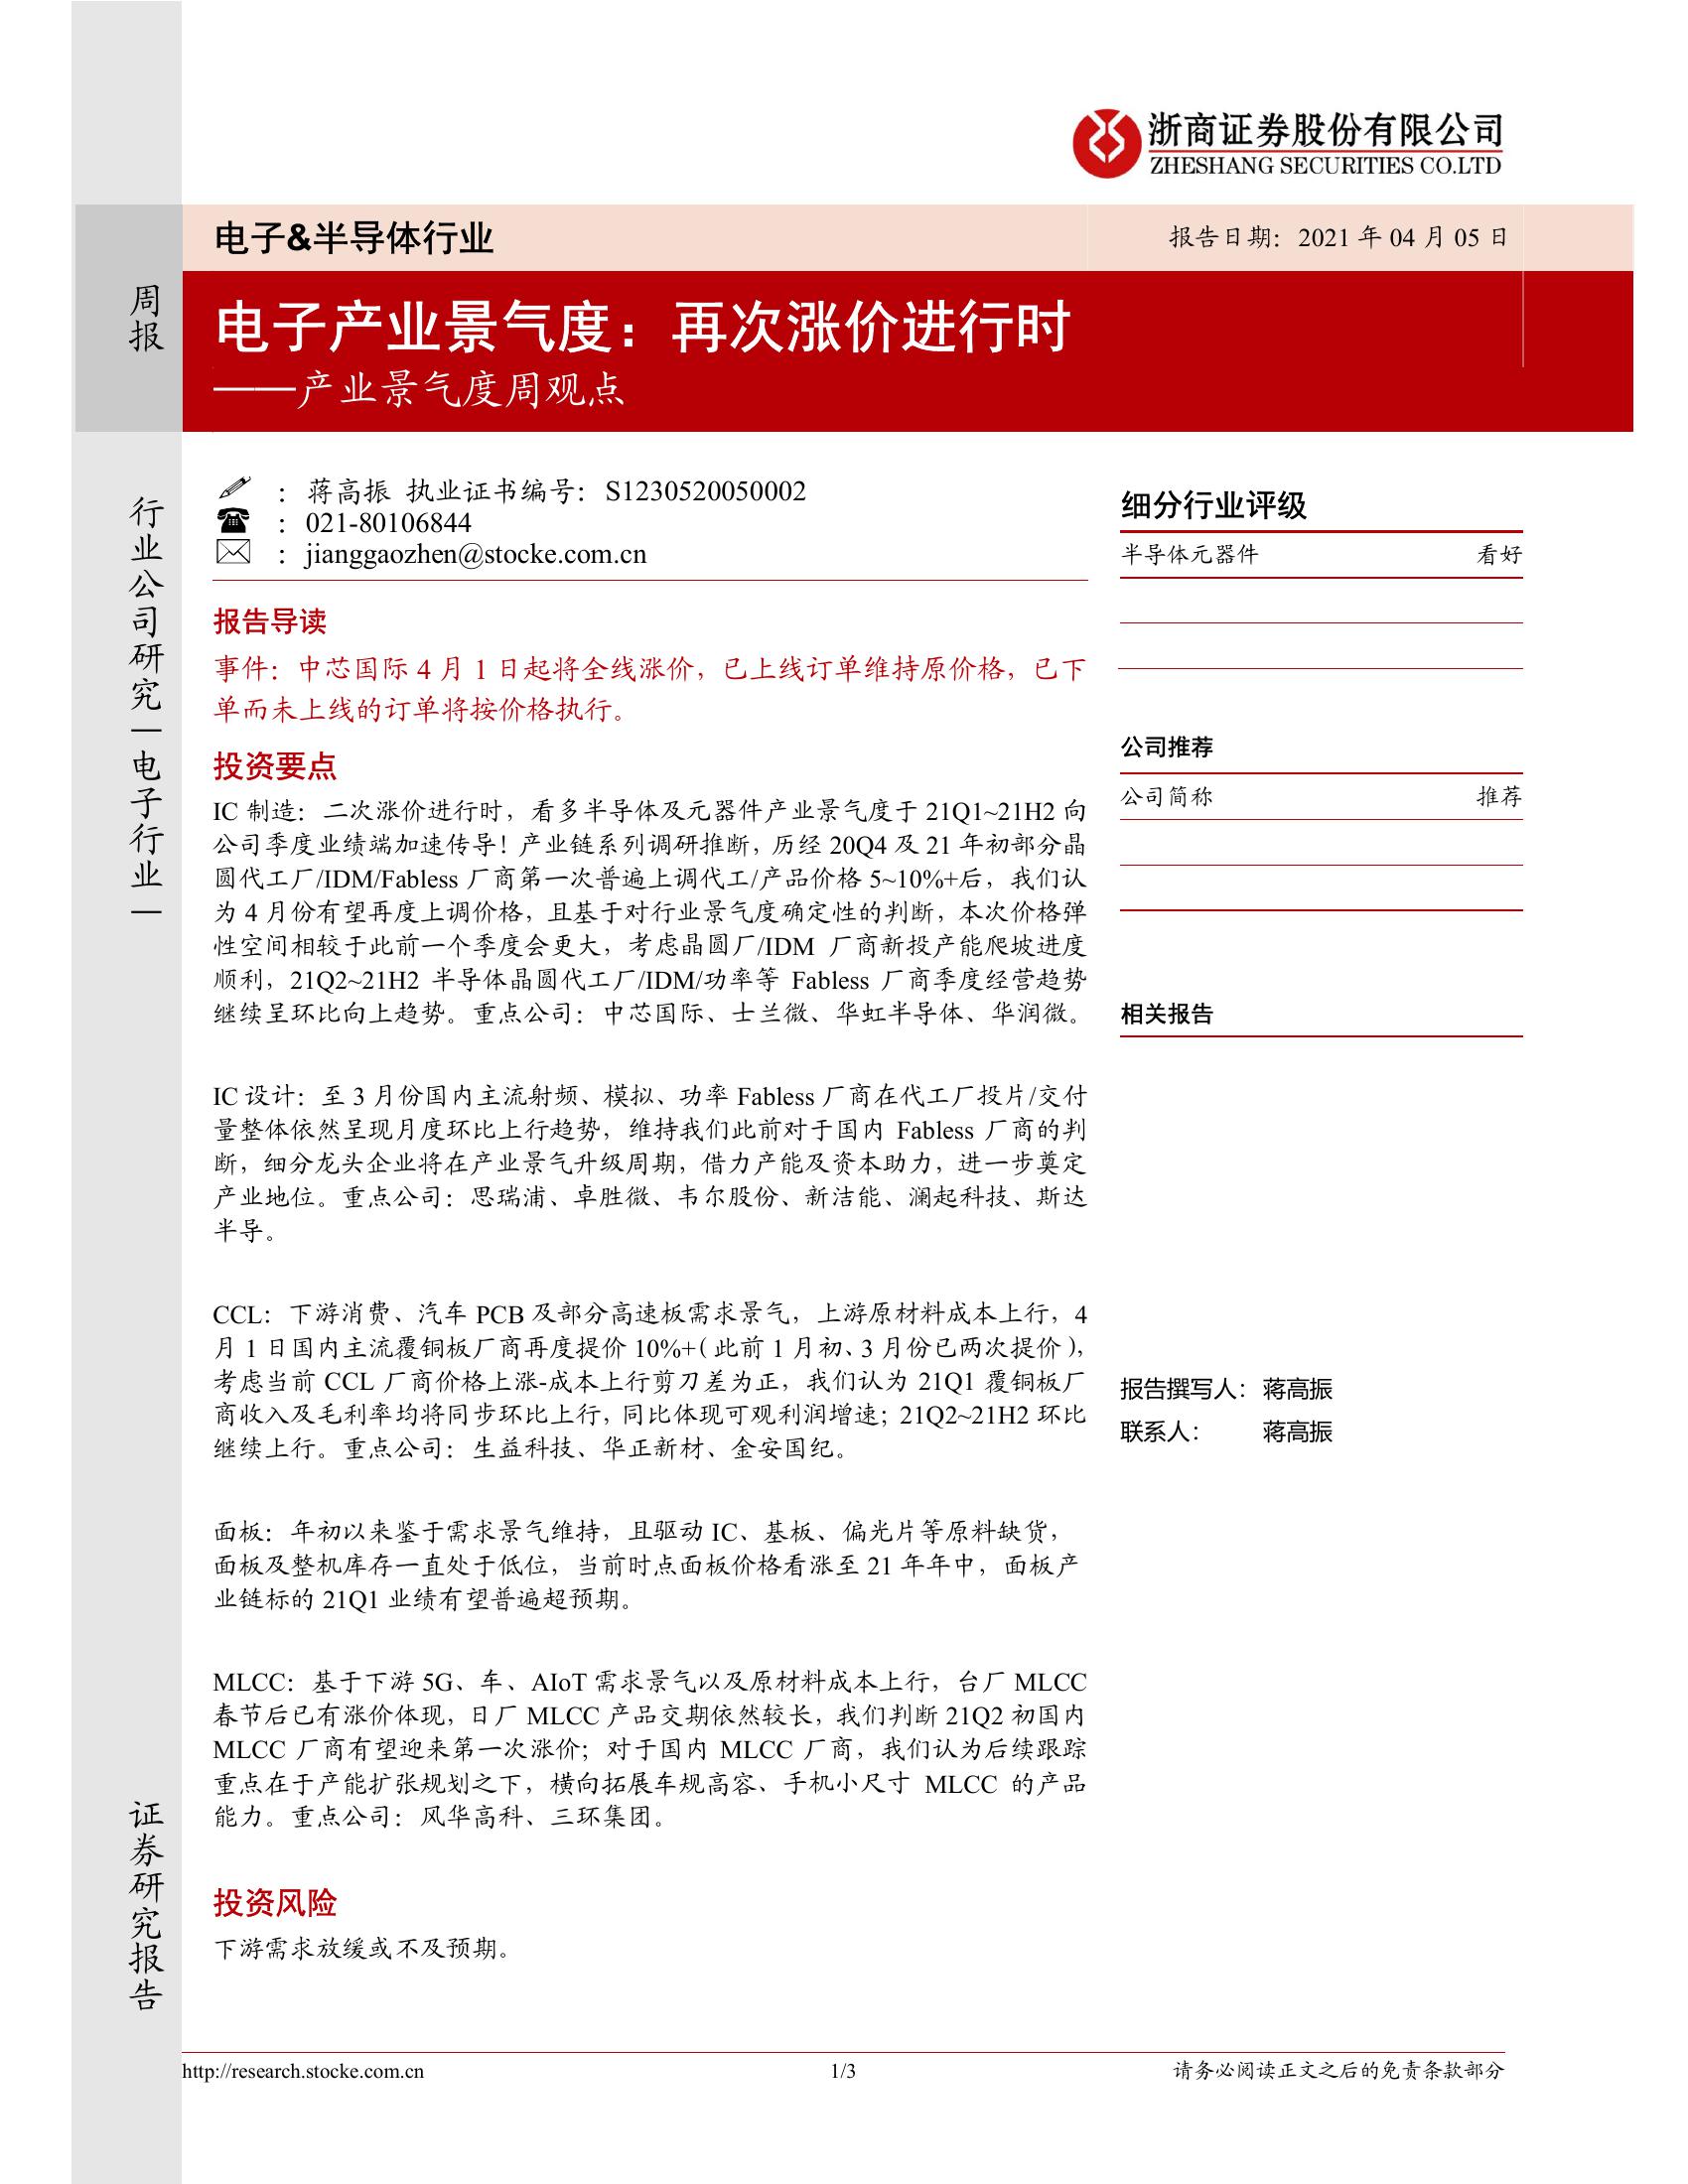 浙商证券股份有限公司
ZHESHANG SECURITIES CO.LTD
周报
行业公司研究｜电子行业｜
证券研究报告
电子&半导体行业
报告日期：2021 年 04 月 05 日
电子产业景气度：再次涨价进行时
——产业景气度周观点
：蒋高振 执业证书编号：S1230520050002
：021-80106844
：jianggaozhen@stocke.com.cn
报告导读
事件：中芯国际 4 月 1 日起将全线涨价，已上线订单维持原价格，已下
单而未上线的订单将按价格执行。
投资要点
IC 制造：二次涨价进行时，看多半导体及元器件产业景气度于 21Q1~21H2 向
公司季度业绩端加速传导！产业链系列调研推断，历经 20Q4 及 21 年初部分晶
圆代工厂/IDM/Fabless 厂商第一次普遍上调代工/产品价格 5~10%+后，我们认
为 4 月份有望再度上调价格，且基于对行业景气度确定性的判断，本次价格弹
性空间相较于此前一个季度会更大，考虑晶圆厂/IDM 厂商新投产能爬坡进度
顺利，21Q2~21H2 半导体晶圆代工厂/IDM/功率等 Fabless 厂商季度经营趋势
继续呈环比向上趋势。重点公司：中芯国际、士兰微、华虹半导体、华润微。
IC 设计：至 3 月份国内主流射频、模拟、功率 Fabless 厂商在代工厂投片/交付
量整体依然呈现月度环比上行趋势，维持我们此前对于国内 Fabless 厂商的判
断，细分龙头企业将在产业景气升级周期，借力产能及资本助力，进一步奠定
产业地位。重点公司：思瑞浦、卓胜微、韦尔股份、新洁能、澜起科技、斯达
半导。
CCL：下游消费、汽车 PCB 及部分高速板需求景气，上游原材料成本上行，4
月 1 日国内主流覆铜板厂商再度提价 10%+（此前 1 月初、3 月份已两次提价），
考虑当前 CCL 厂商价格上涨-成本上行剪刀差为正，我们认为 21Q1 覆铜板厂
商收入及毛利率均将同步环比上行，同比体现可观利润增速；21Q2~21H2 环比
继续上行。重点公司：生益科技、华正新材、金安国纪。
面板：年初以来鉴于需求景气维持，且驱动 IC、基板、偏光片等原料缺货，
面板及整机库存一直处于低位，当前时点面板价格看涨至 21 年年中，面板产
业链标的 21Q1 业绩有望普遍超预期。
MLCC：基于下游 5G、车、AIoT 需求景气以及原材料成本上行，台厂 MLCC
春节后已有涨价体现，日厂 MLCC 产品交期依然较长，我们判断 21Q2 初国内
MLCC 厂商有望迎来第一次涨价；对于国内 MLCC 厂商，我们认为后续跟踪
重点在于产能扩张规划之下，横向拓展车规高容、手机小尺寸 MLCC 的产品
能力。重点公司：风华高科、三环集团。
投资风险
下游需求放缓或不及预期。
细分行业评级
半导体元器件 看好
公司推荐
公司简称 推荐
相关报告
报告撰写人：蒋高振
联系人： 蒋高振
http://research.stocke.com.cn
1/3
请务必阅读正文之后的免责条款部分